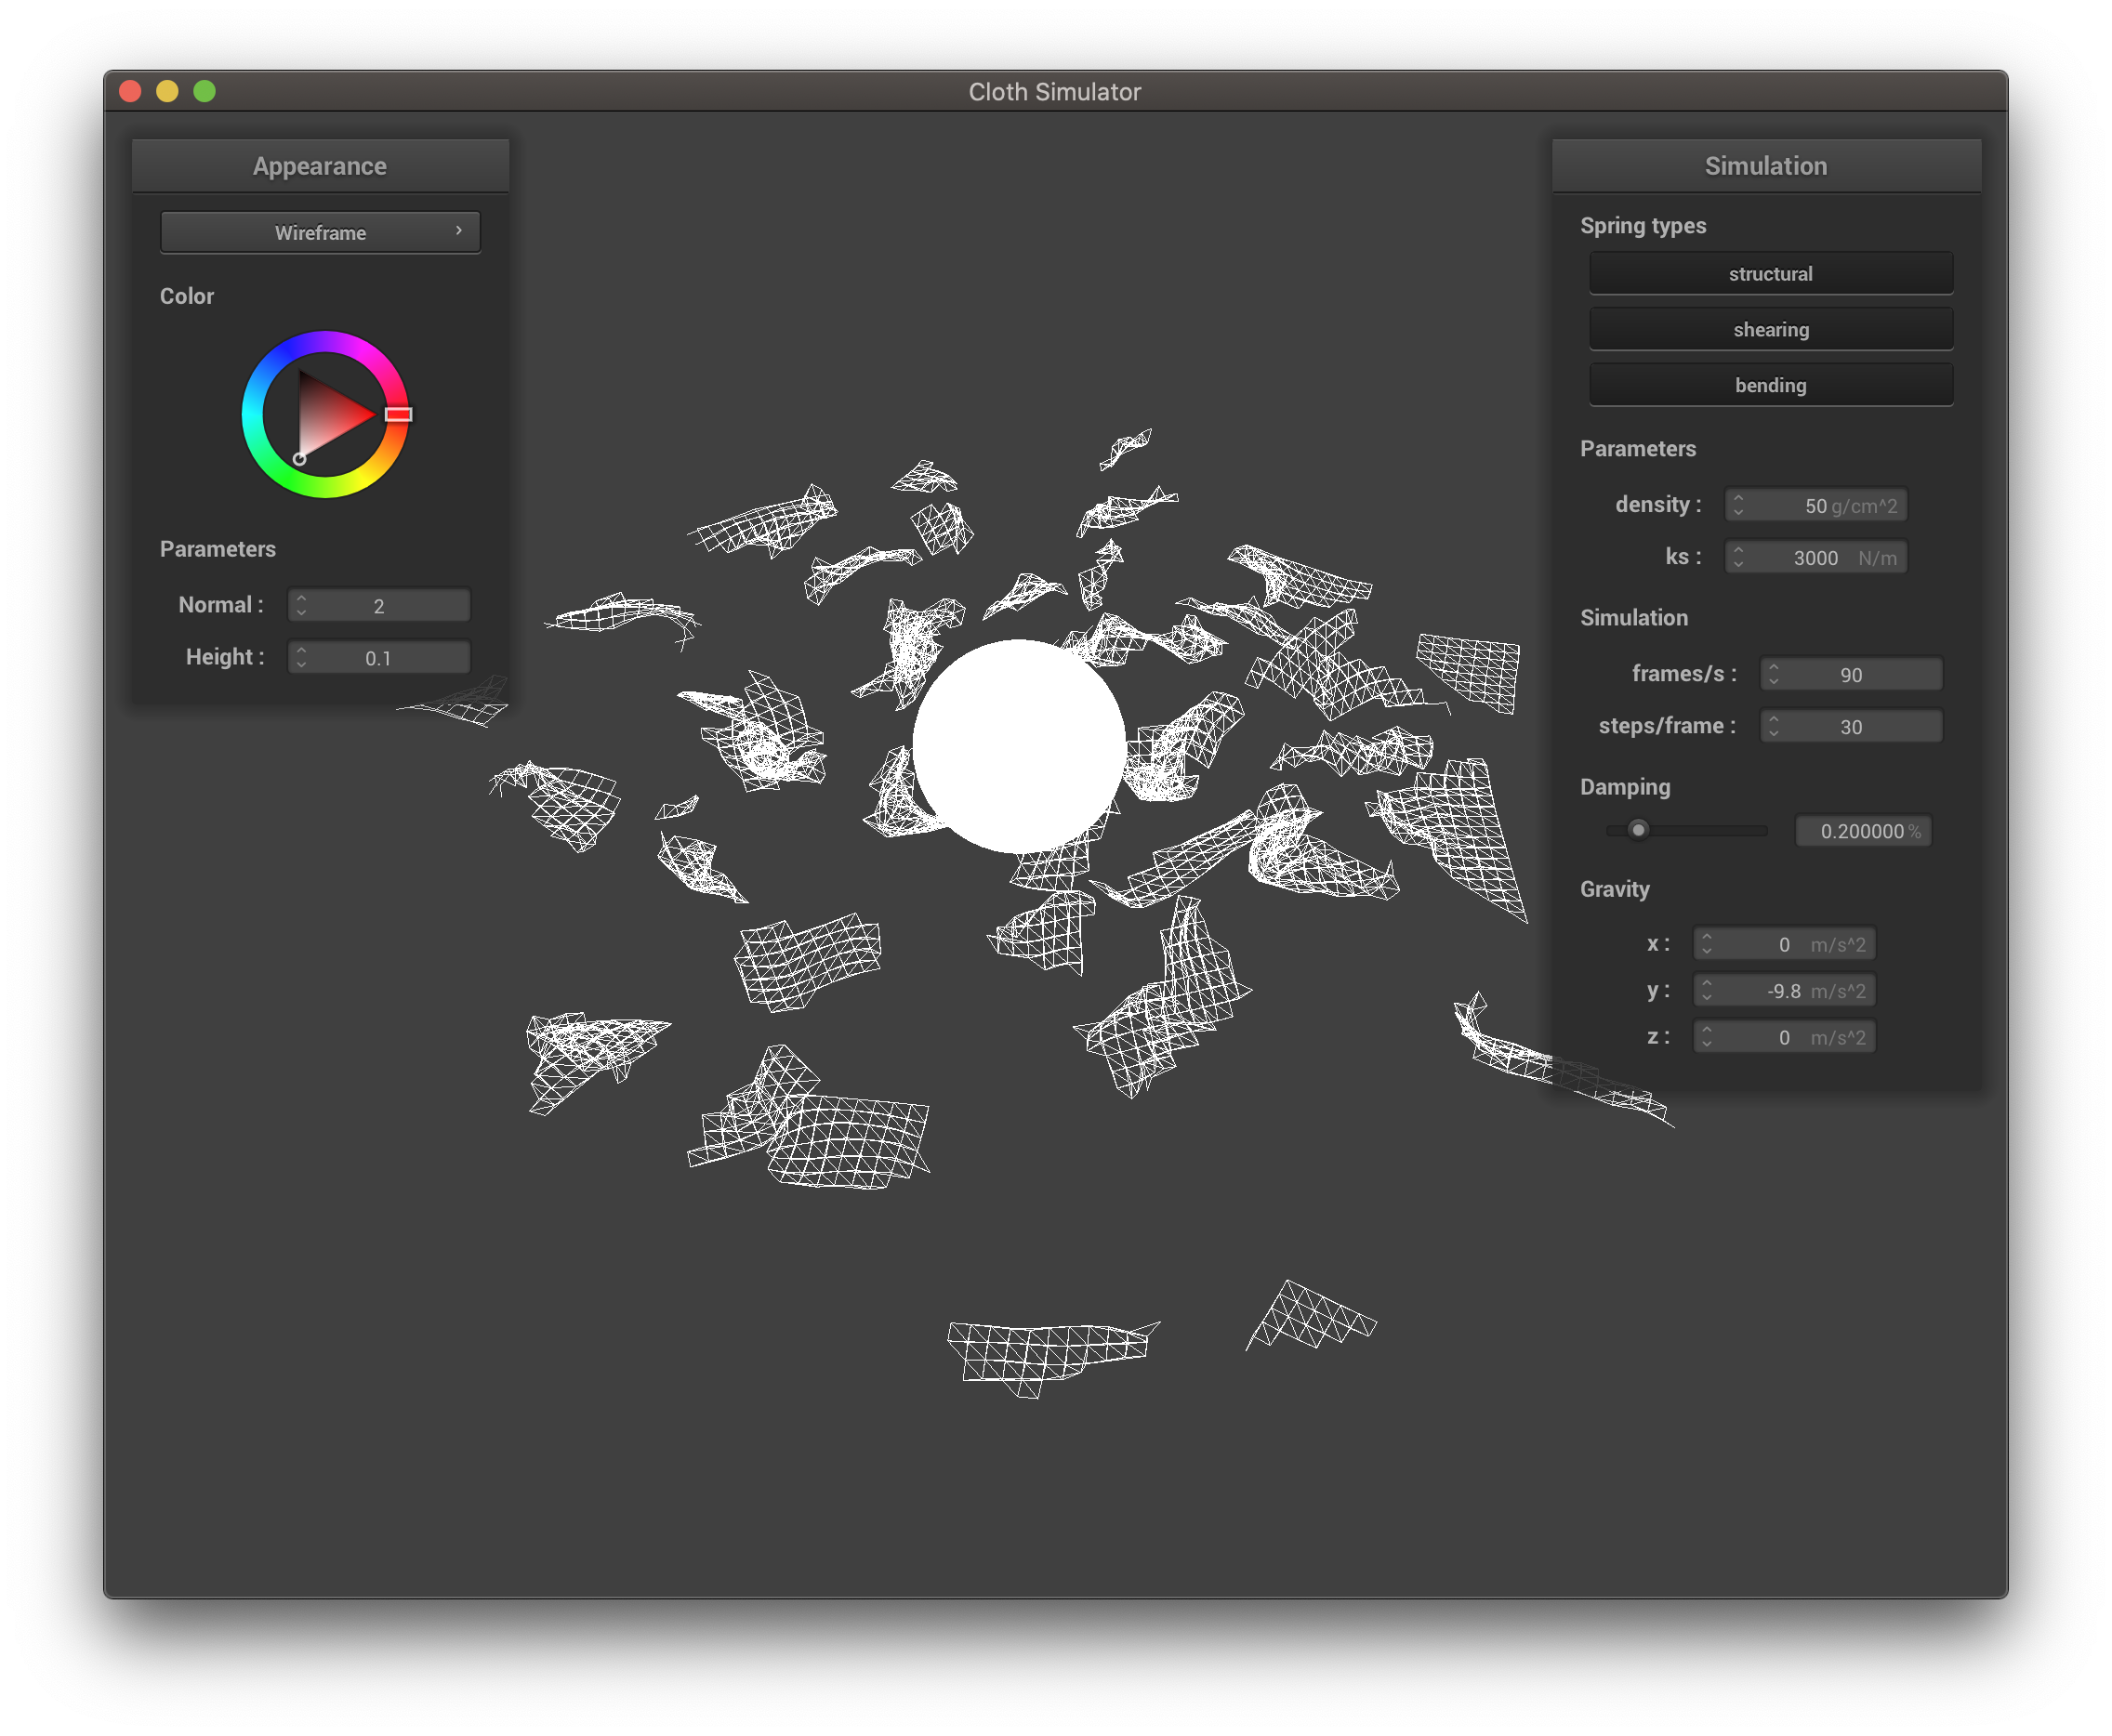 Cloth Simulator
Appearance
Wireframe
Color
Parameters
Normal : 2
Height : 0.1
Simulation
Spring types
structural
shearing
bending
Parameters
density : 50 g/cm^2
ks : 3000 N/m
Simulation
frames/s : 90
steps/frame : 30
Damping
0.200000 %
Gravity
x : 0 m/s^2
y : -9.8 m/s^2
z : 0 m/s^2